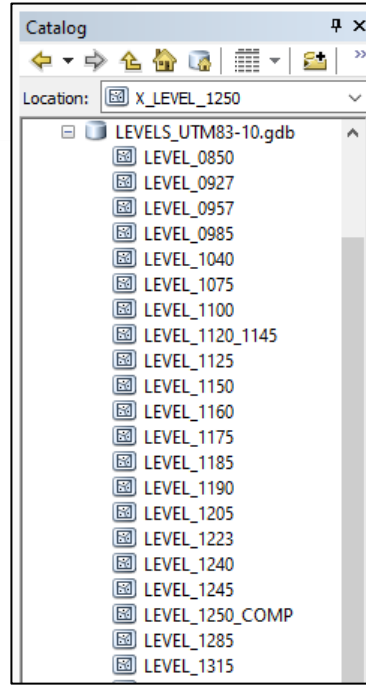 Catalog
Location: X_LEVEL_1250
LEVELS_UTM83-10.gdb
LEVEL_0850
LEVEL_0927
LEVEL_0957
LEVEL_0985
LEVEL_1040
LEVEL_1075
LEVEL_1100
LEVEL_1120_1145
LEVEL_1125
LEVEL_1150
LEVEL_1160
LEVEL_1175
LEVEL_1185
LEVEL_1190
LEVEL_1205
LEVEL_1223
LEVEL_1240
LEVEL_1245
LEVEL_1250_COMP
LEVEL_1285
LEVEL_1315